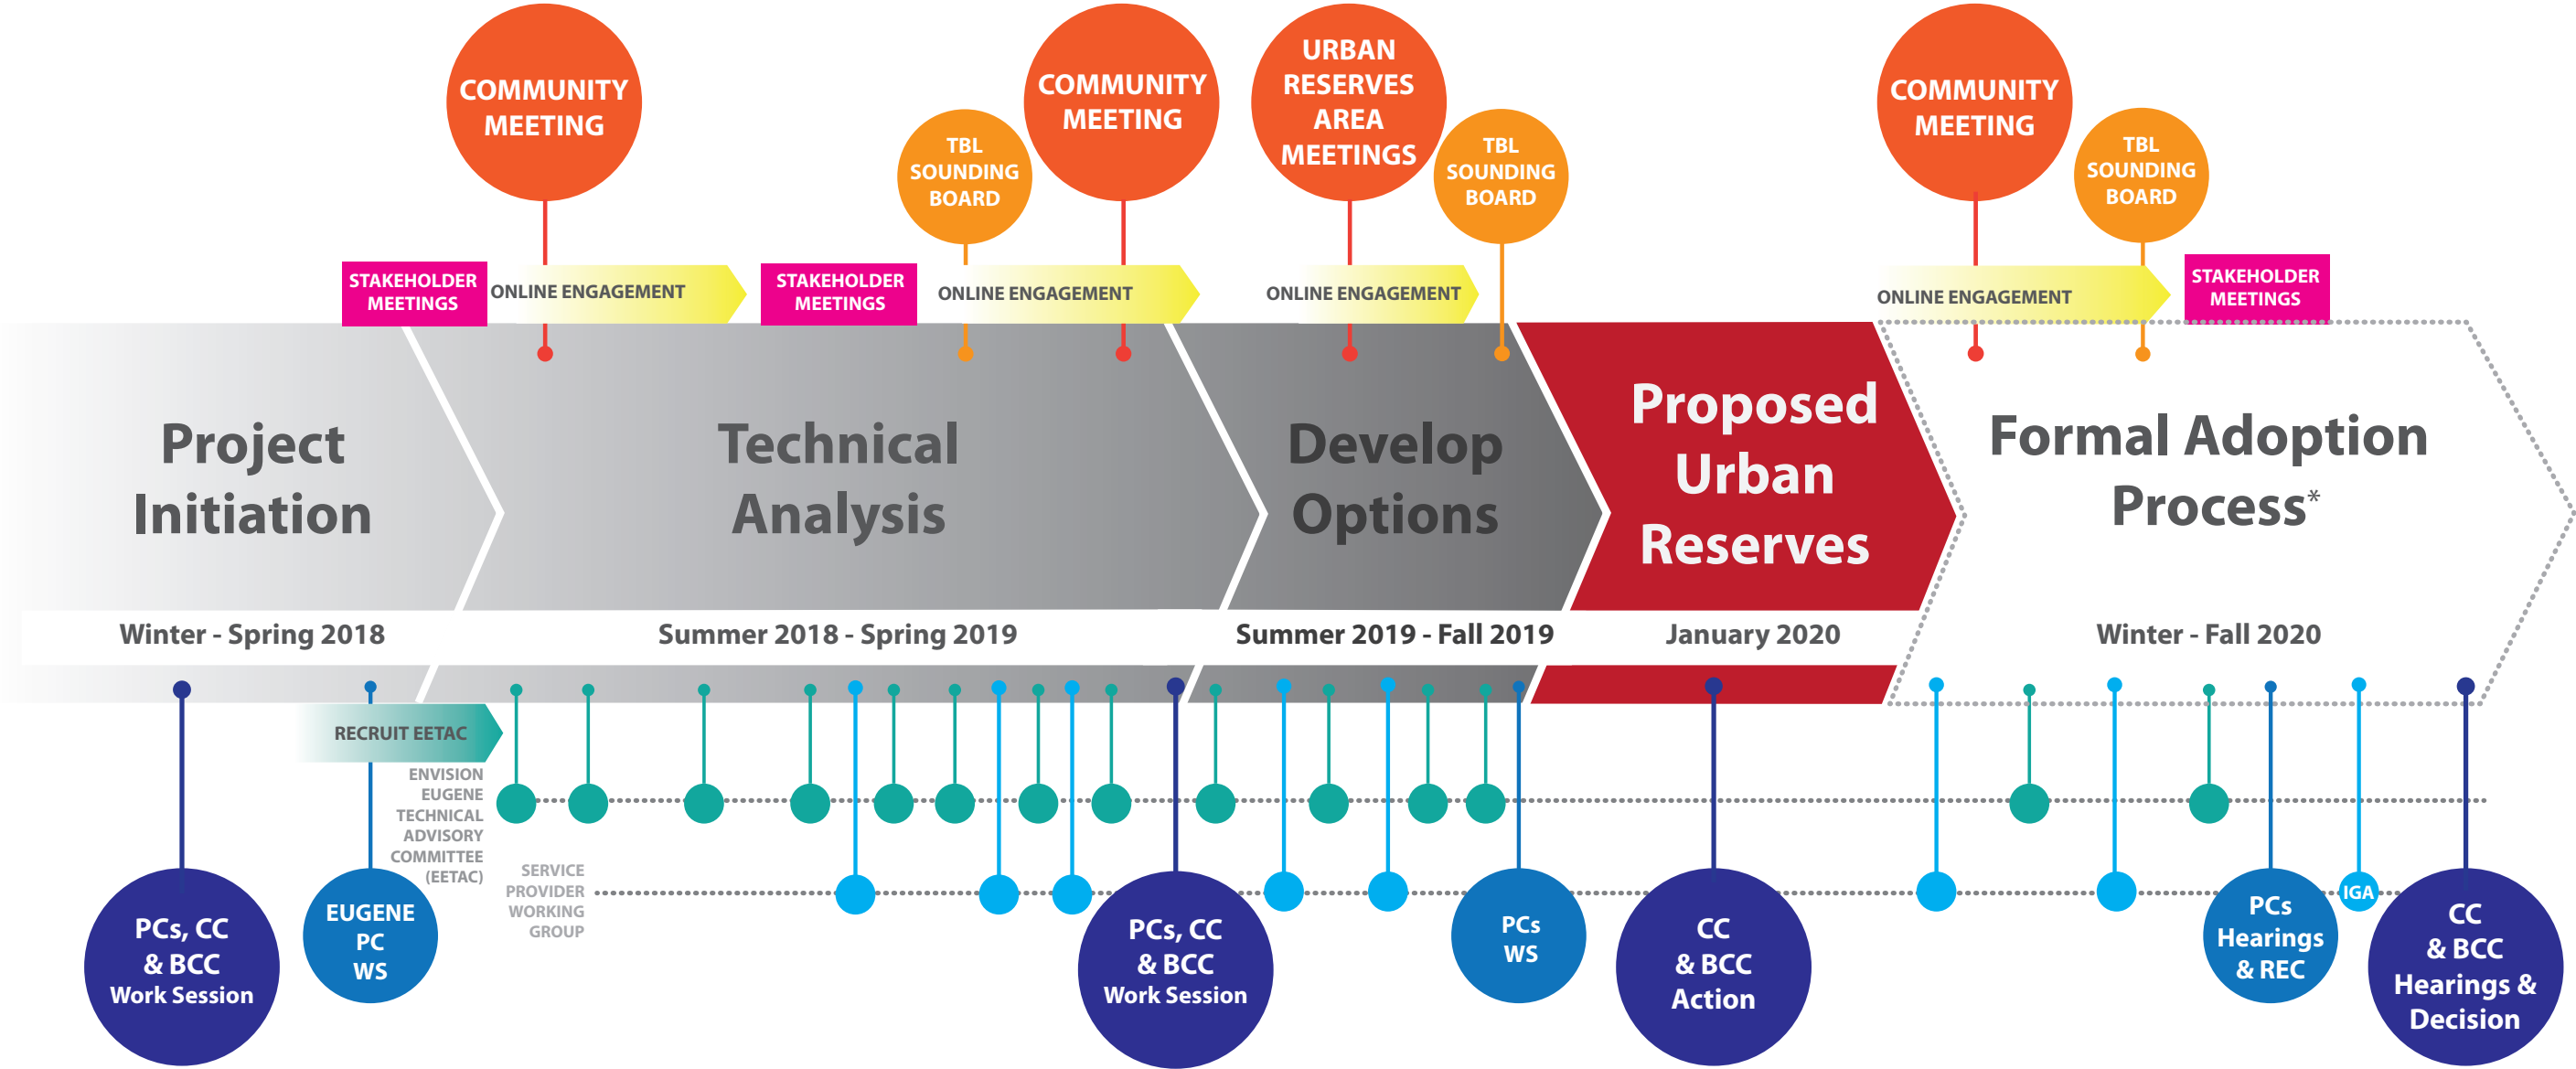 COMMUNITY
MEETING
TBL
SOUNDING
BOARD
COMMUNITY
MEETING
URBAN
RESERVES
AREA
MEETINGS
TBL
SOUNDING
BOARD
COMMUNITY
MEETING
TBL
SOUNDING
BOARD
STAKEHOLDER
MEETINGS
ONLINE ENGAGEMENT
STAKEHOLDER
MEETINGS
ONLINE ENGAGEMENT
ONLINE ENGAGEMENT
ONLINE ENGAGEMENT
STAKEHOLDER
MEETINGS
Project
Initiation
Technical
Analysis
Develop
Options
Proposed
Urban
Reserves
Formal Adoption
Process*
Winter - Spring 2018
Summer 2018 - Spring 2019
Summer 2019 - Fall 2019
January 2020
Winter - Fall 2020
RECRUIT EETAC
ENVISION
EUGENE
TECHNICAL
ADVISORY
COMMITTEE
(EETAC)
SERVICE
PROVIDER
WORKING
GROUP
PCs, CC
& BCC
Work Session
EUGENE
PC
WS
PCs, CC
& BCC
Work Session
PCs
WS
CC
& BCC
Action
PCs
Hearings
& REC
IGA
CC
& BCC
Hearings &
Decision